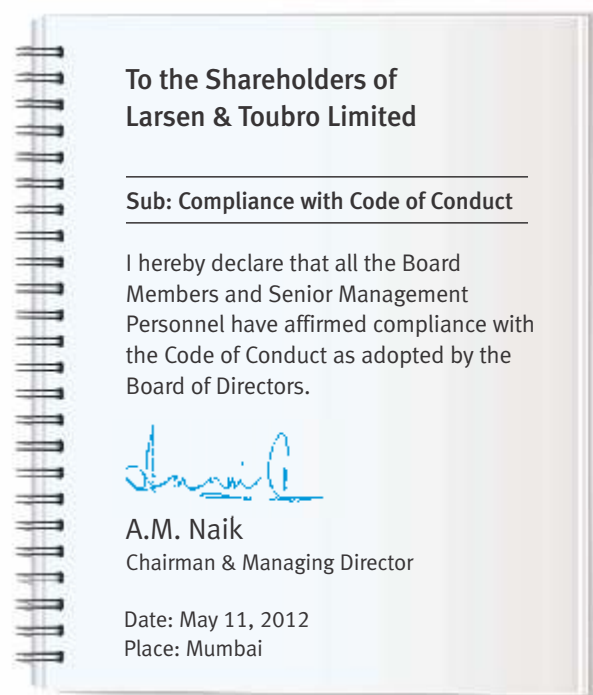 To the Shareholders of
Larsen & Toubro Limited
Sub: Compliance with Code of Conduct
I hereby declare that all the Board
Members and Senior Management
Personnel have affirmed compliance with
the Code of Conduct as adopted by the
Board of Directors.
A.M. Naik
Chairman & Managing Director
Date: May 11, 2012
Place: Mumbai